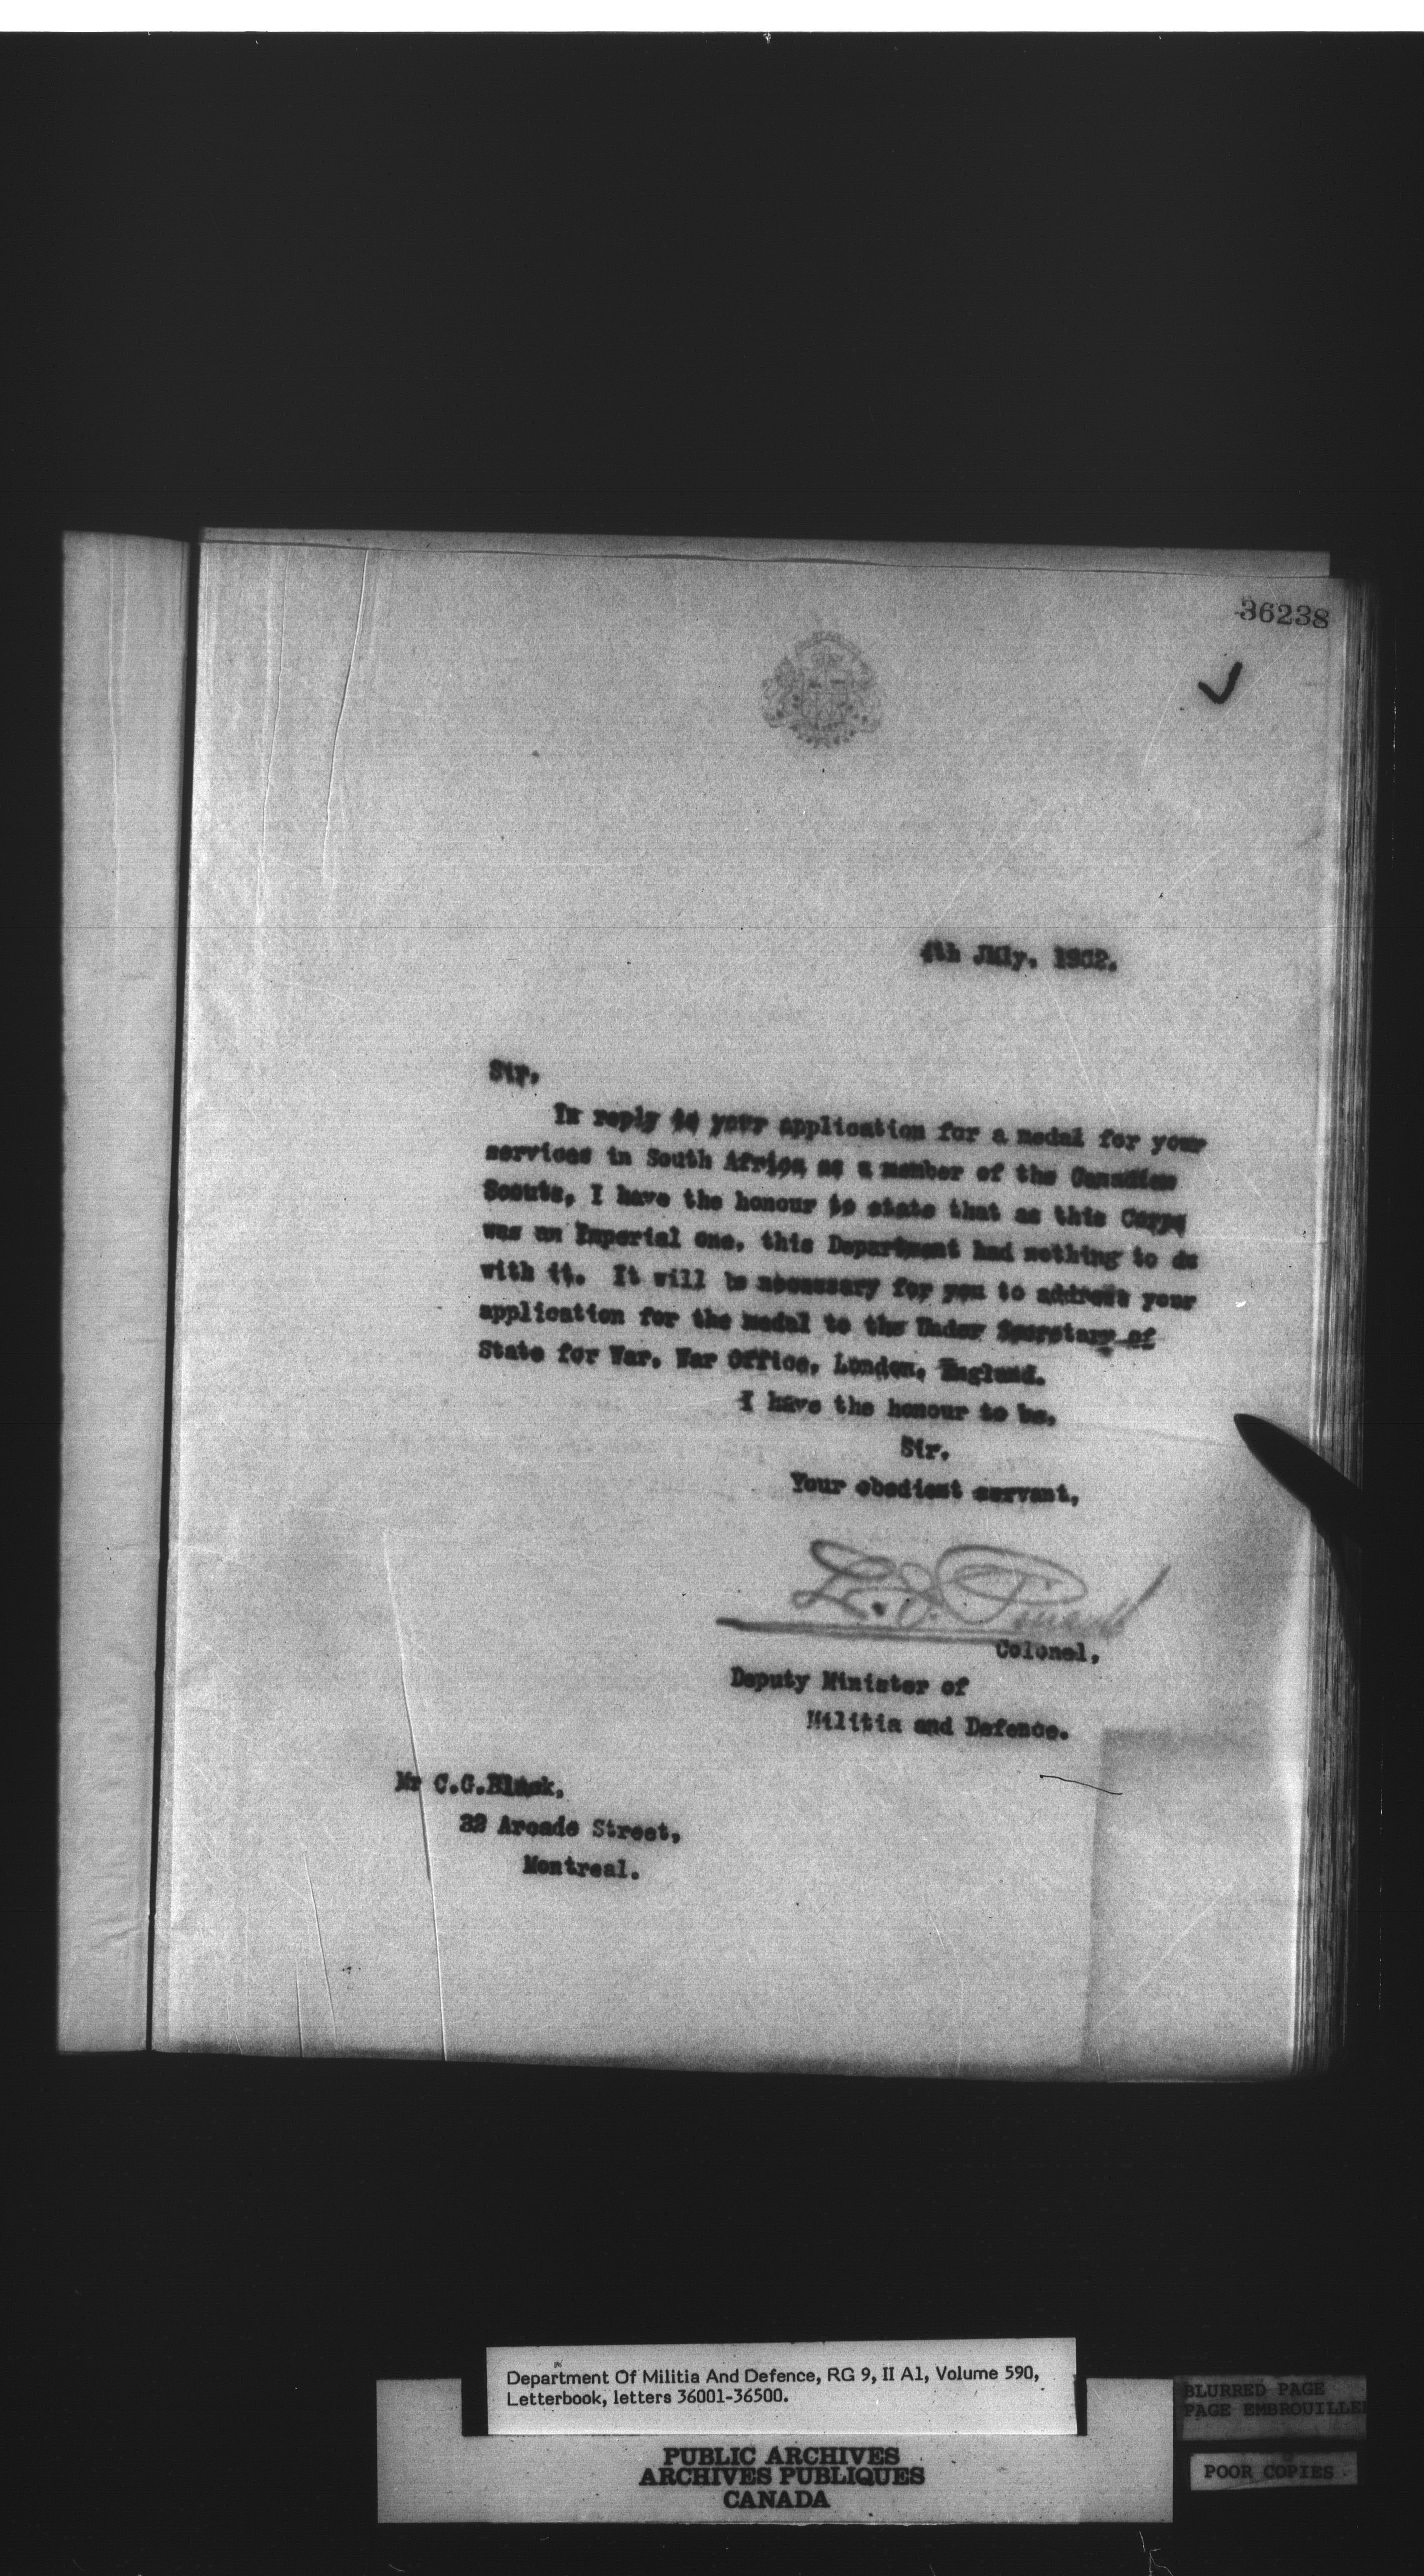 36238
4th July. 1902.
Sir,
In reply to your application for a medal for your
services in South Africa as a member of the Canadian
Scouts, I have the honour to state that as this Corps
was an Imperial one, this Department had nothing to do
with it. It will be necessary for you to address your
application for the medal to the Under Secretary of
State for War, War Office, London, England.
I have the honour to be,
Sir,
Your obedient servant,
L. F. Pinault
Colonel,
Deputy Minister of
Militia and Defence.
Mr C.G.
32 Arcade Street,
Montreal.
Department Of Militia And Defence, RG 9, II A1, Volume 590,
Letterbook, letters 36001-36500.
PUBLIC ARCHIVES
ARCHIVES PUBLIQUES
CANADA
BLURRED PAGE
PAGE EMBROUILLEE
POOR COPIES